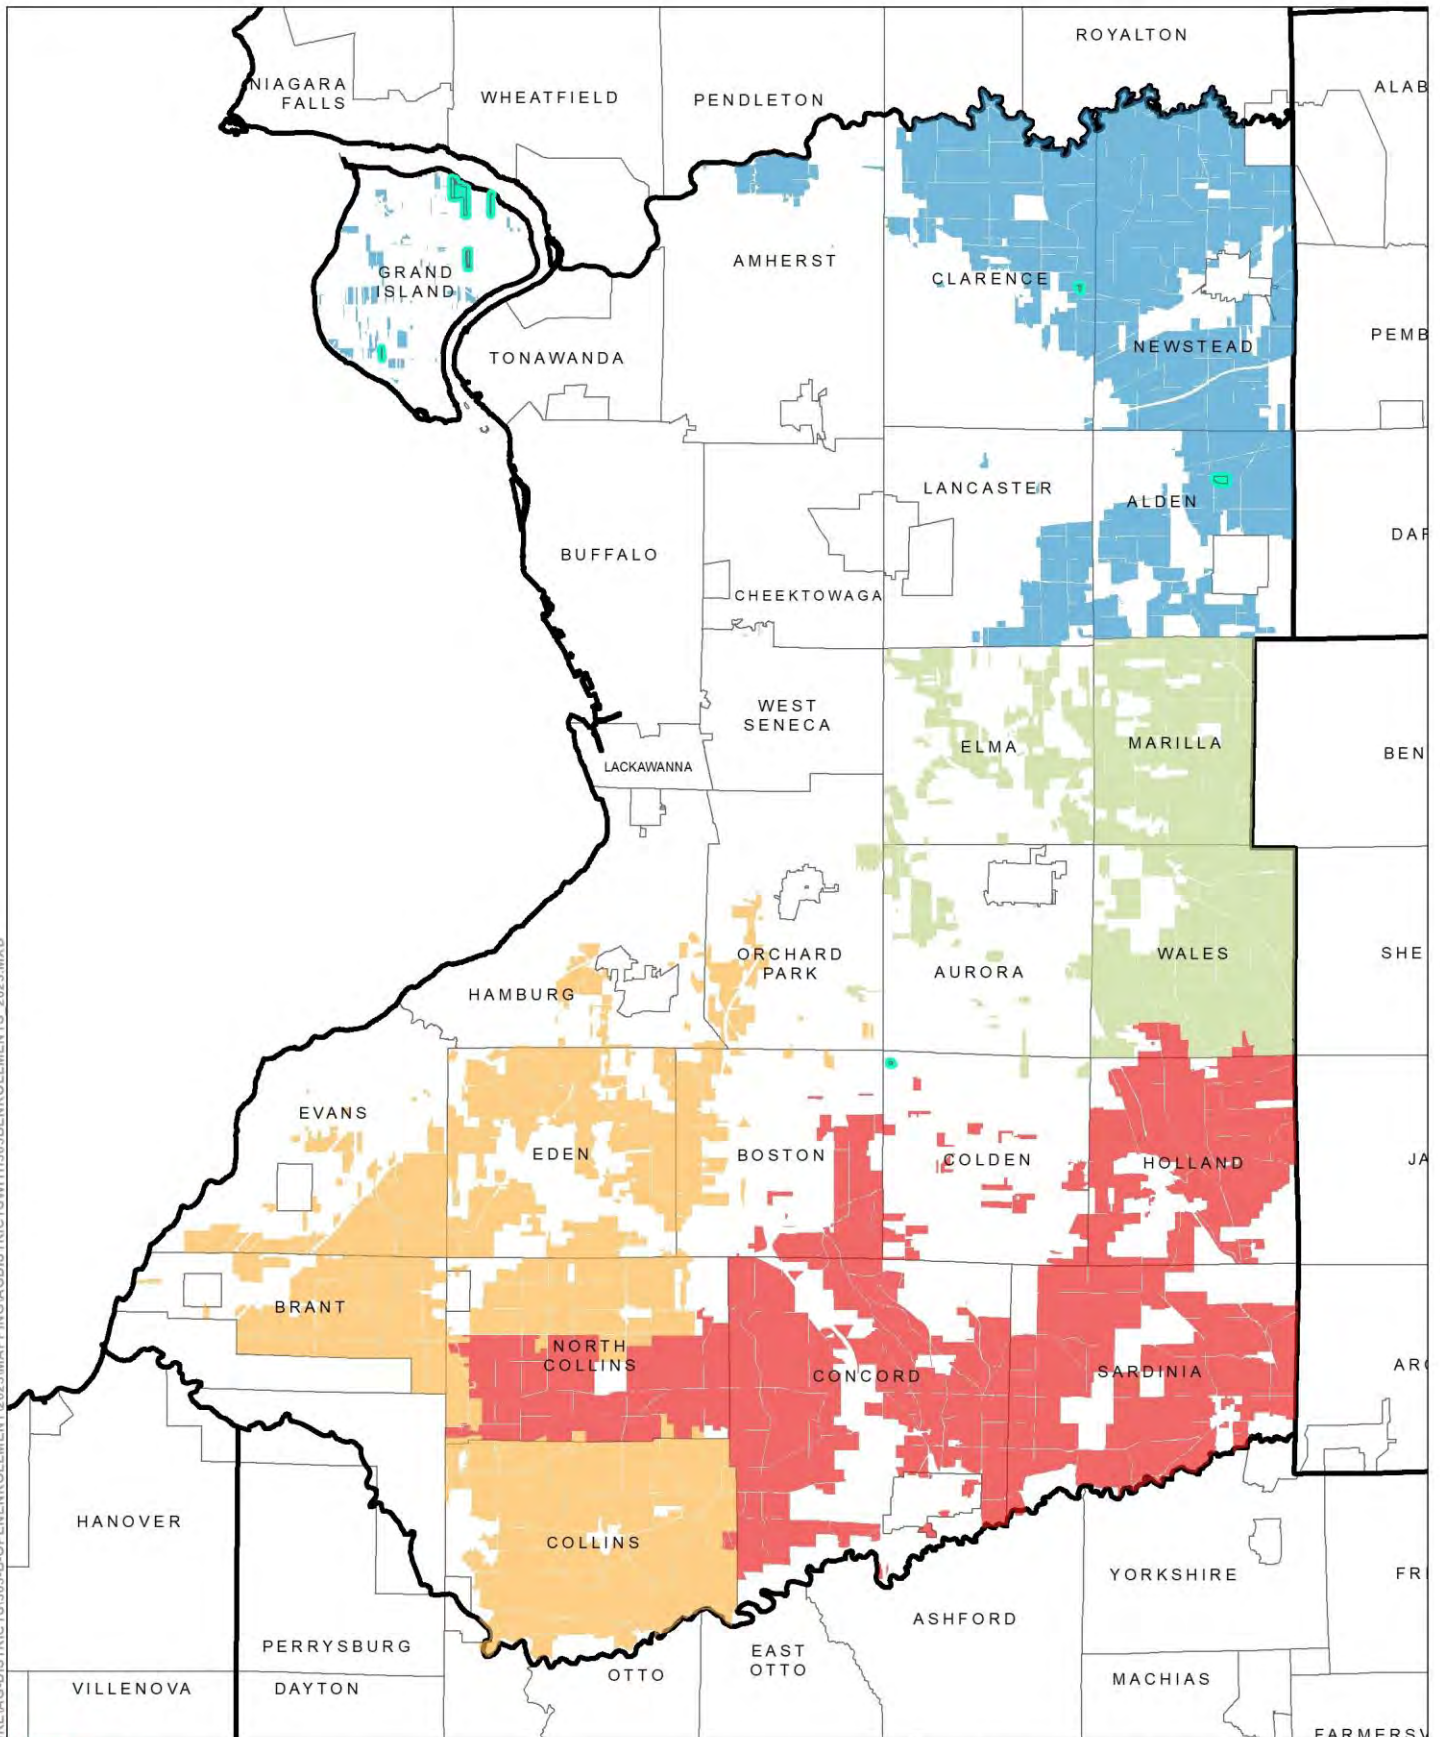 ROYALTON
NIAGARA
FALLS
WHEATFIELD
PENDLETON
ALAB
GRAND
ISLAND
AMHERST
CLARENCE
TONAWANDA
NEWSTEAD
PEMB
LANCASTER
ALDEN
BUFFALO
DAR
CHEEKTOWAGA
WEST
SENECA
ELMA
MARILLA
BEN
LACKAWANNA
ORCHARD
PARK
AURORA
WALES
SHE
HAMBURG
EVANS
EDEN
BOSTON
COLDEN
HOLLAND
JA
BRANT
NORTH
COLLINS
CONCORD
SARDINIA
HANOVER
COLLINS
YORKSHIRE
FRE
ASHFORD
PERRYSBURG
EAST
OTTO
OTTO
VILLENOVA
DAYTON
MACHIAS